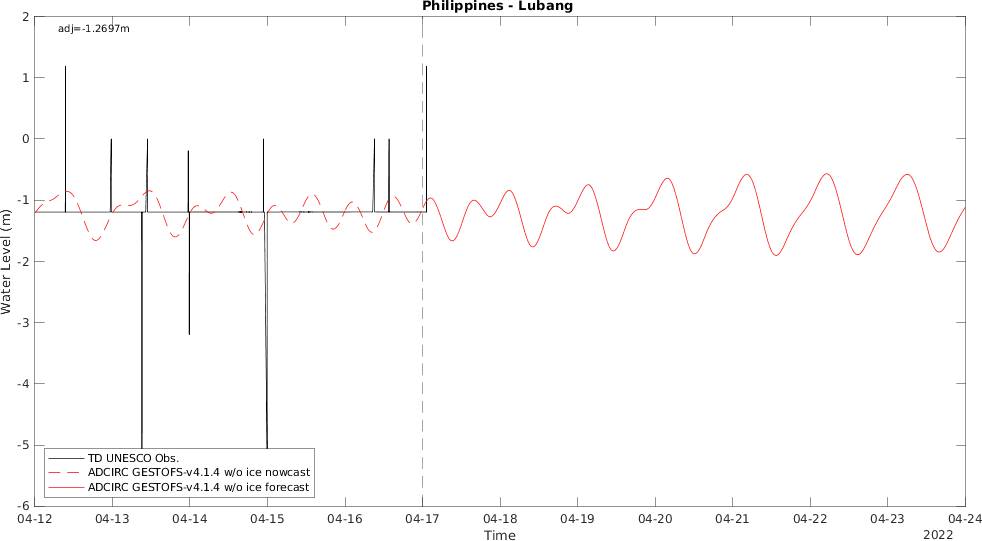 Philippines - Lubang
adj=-1.2697m
2
1
0
-1
-2
-3
-4
-5
-6
Water Level (m)
TD UNESCO Obs.
ADCIRC GESTOFS-v4.1.4 w/o ice nowcast
ADCIRC GESTOFS-v4.1.4 w/o ice forecast
04-12 04-13 04-14 04-15 04-16 04-17 04-18 04-19 04-20 04-21 04-22 04-23 04-24
Time
2022